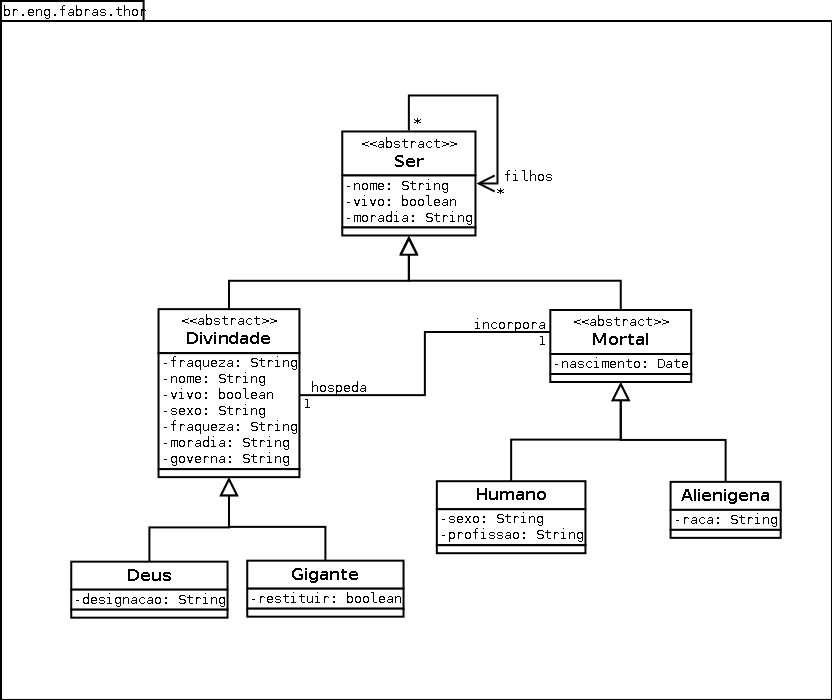 br.eng.fabras.thor
*
<<abstract>>
Ser
-nome: String
-vivo: boolean
-moradia: String
filhos
*
<<abstract>>
Divindade
-fraqueza: String
-nome: String
-vivo: boolean
-sexo: String
-fraqueza: String
-moradia: String
-governa: String
hospeda
1
incorpora
1
<<abstract>>
Mortal
-nascimento: Date
Humano
-sexo: String
-profissao: String
Alienigena
-raca: String
Deus
-designacao: String
Gigante
-restituir: boolean